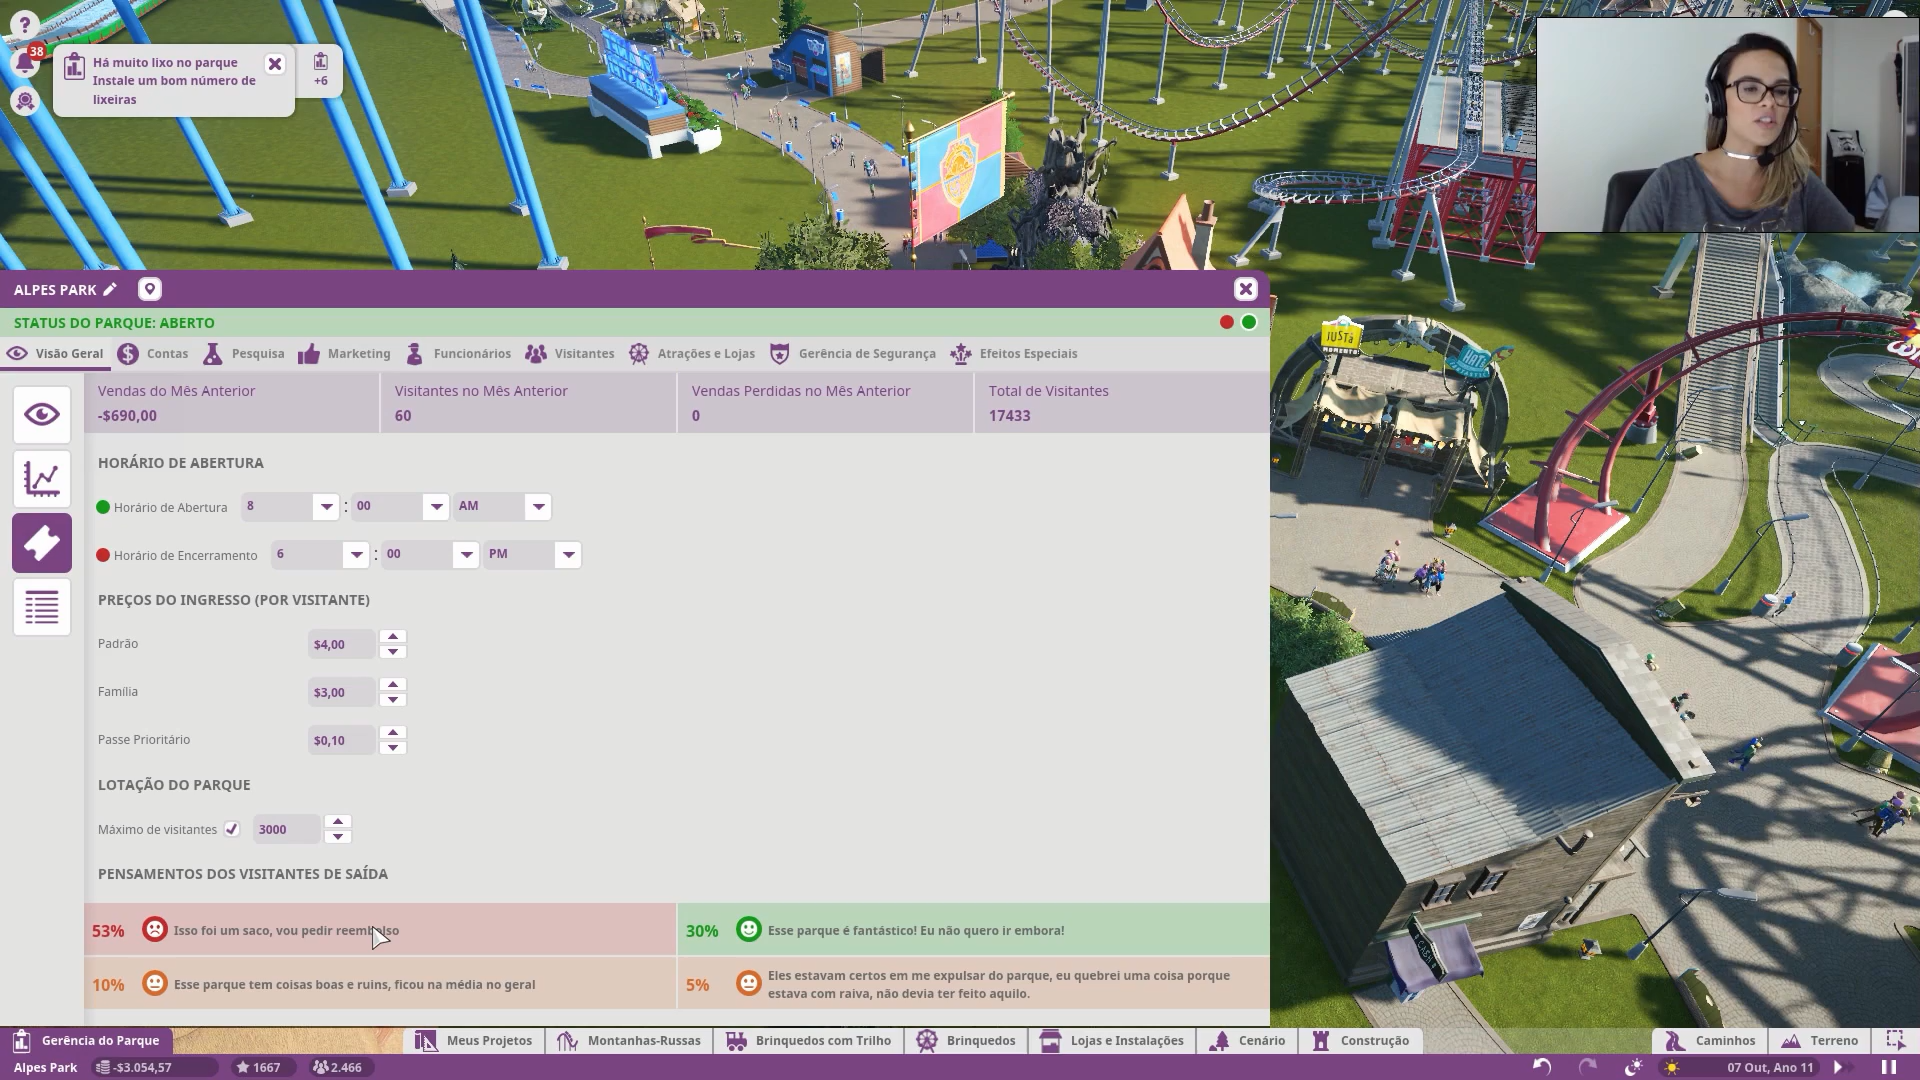 ?
38
Há muito lixo no parque
Instale um bom número de
lixeiras
+6
ALPES PARK
STATUS DO PARQUE: ABERTO
Visão Geral
Contas
Pesquisa
Marketing
Funcionários
Visitantes
Atrações e Lojas
Gerência de Segurança
Efeitos Especiais
Vendas do Mês Anterior
-$690,00
Visitantes no Mês Anterior
60
Vendas Perdidas no Mês Anterior
0
Total de Visitantes
17433
HORÁRIO DE ABERTURA
Horário de Abertura 8 : 00 AM
Horário de Encerramento 6 : 00 PM
PREÇOS DO INGRESSO (POR VISITANTE)
Padrão $4,00
Família $3,00
Passe Prioritário $0,10
LOTAÇÃO DO PARQUE
Máximo de visitantes 3000
PENSAMENTOS DOS VISITANTES DE SAÍDA
53% Isso foi um saco, vou pedir reembolso
30% Esse parque é fantástico! Eu não quero ir embora!
10% Esse parque tem coisas boas e ruins, ficou na média no geral
5% Eles estavam certos em me expulsar do parque, eu quebrei uma coisa porque
estava com raiva, não devia ter feito aquilo.
HATS
CASH
Gerência do Parque
Meus Projetos
Montanhas-Russas
Brinquedos com Trilho
Brinquedos
Lojas e Instalações
Cenário
Construção
Caminhos
Terreno
Alpes Park
-$3.054,57
1667
2.466
07 Out, Ano 11